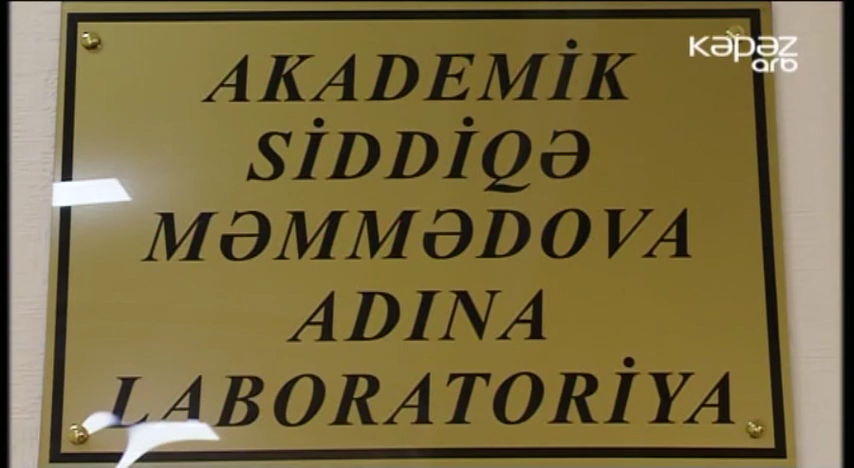 kəpəz
arb
AKADEMİK
SİDDİQƏ
MƏMMƏDOVA
ADINA
LABORATORİYA